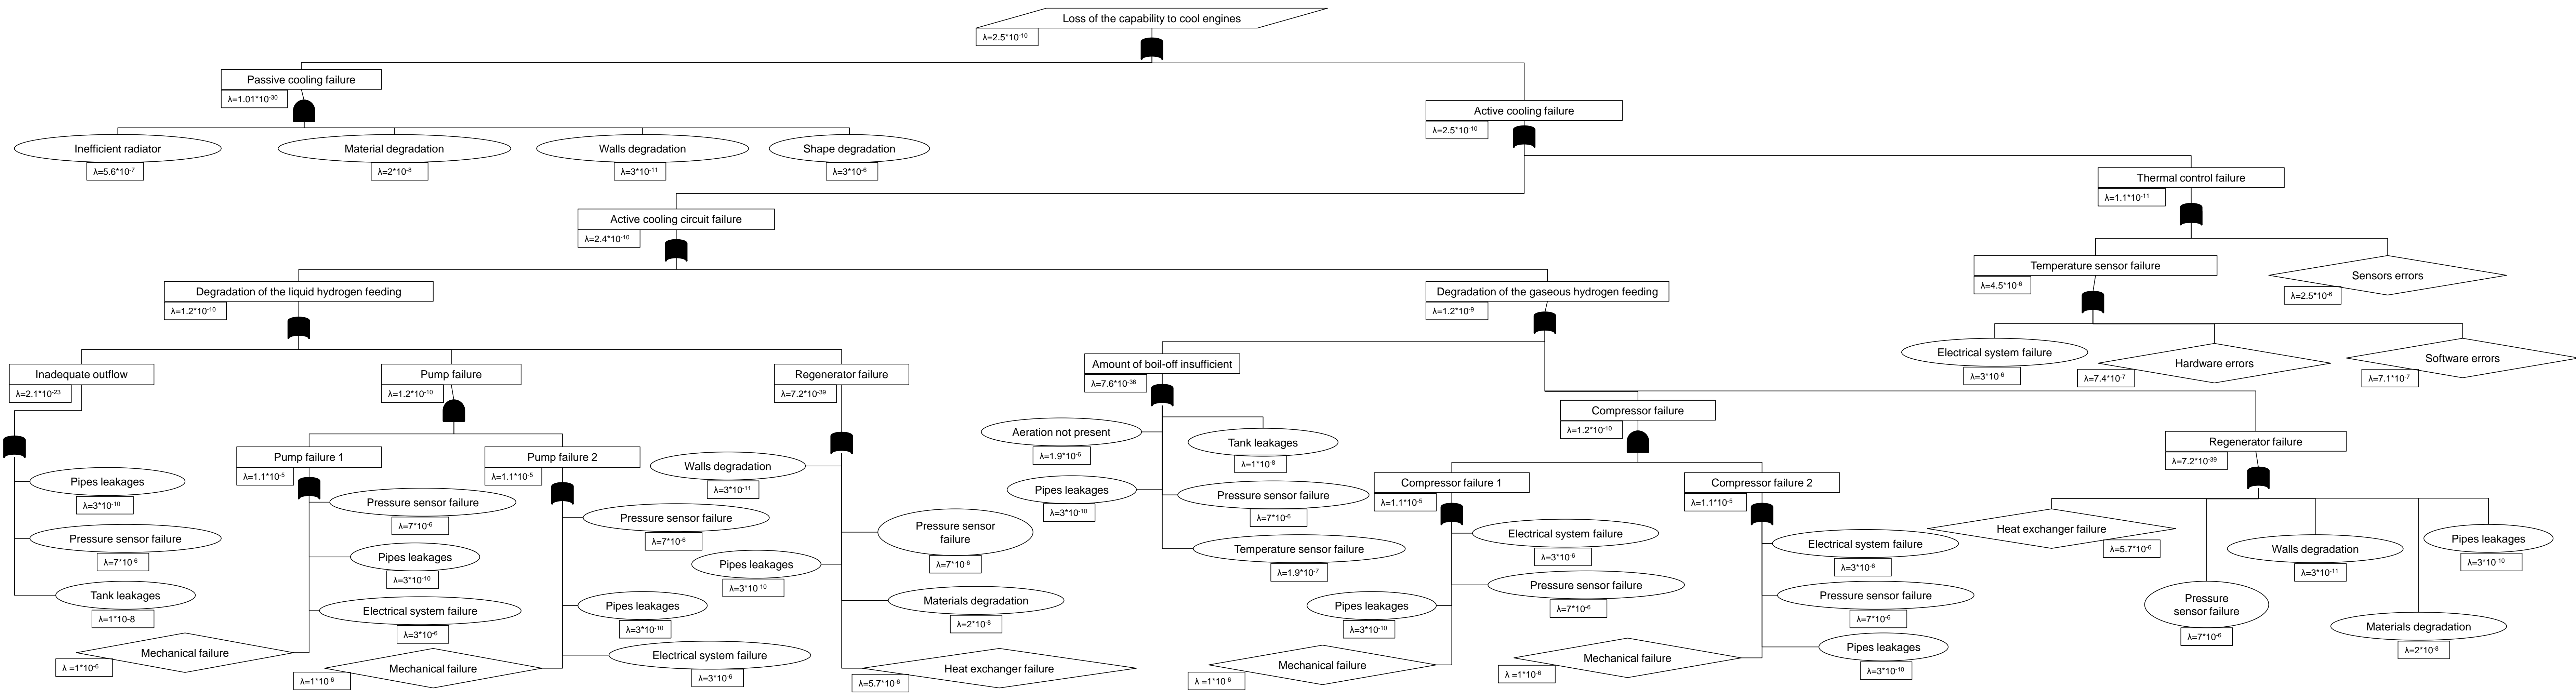 Loss of the capability to cool engines
λ=2.5*10⁻¹⁰
Passive cooling failure
λ=1.01*10⁻³⁰
Active cooling failure
λ=2.5*10⁻¹⁰
Inefficient radiator
λ=5.6*10⁻⁷
Material degradation
λ=2*10⁻⁸
Walls degradation
λ=3*10⁻¹¹
Shape degradation
λ=3*10⁻⁶
Thermal control failure
λ=1.1*10⁻¹¹
Active cooling circuit failure
λ=2.4*10⁻¹⁰
Temperature sensor failure
λ=4.5*10⁻⁶
Sensors errors
λ=2.5*10⁻⁶
Degradation of the liquid hydrogen feeding
λ=1.2*10⁻¹⁰
Degradation of the gaseous hydrogen feeding
λ=1.2*10⁻⁹
Electrical system failure
λ=3*10⁻⁶
Hardware errors
λ=7.4*10⁻⁷
Software errors
λ=7.1*10⁻⁷
Inadequate outflow
λ=2.1*10⁻²³
Pump failure
λ=1.2*10⁻¹⁰
Regenerator failure
λ=7.2*10⁻³⁹
Amount of boil-off insufficient
λ=7.6*10⁻³⁶
Compressor failure
λ=1.2*10⁻¹⁰
Regenerator failure
λ=7.2*10⁻³⁹
Pipes leakages
λ=3*10⁻¹⁰
Pressure sensor failure
λ=7*10⁻⁶
Tank leakages
λ=1*10-8
Pump failure 1
λ=1.1*10⁻⁵
Pressure sensor failure
λ=7*10⁻⁶
Pipes leakages
λ=3*10⁻¹⁰
Electrical system failure
λ=3*10⁻⁶
Mechanical failure
λ =1*10⁻⁶
Pump failure 2
λ=1.1*10⁻⁵
Pressure sensor failure
λ=7*10⁻⁶
Pipes leakages
λ=3*10⁻¹⁰
Electrical system failure
λ=3*10⁻⁶
Mechanical failure
λ=1*10⁻⁶
Walls degradation
λ=3*10⁻¹¹
Pressure sensor
failure
λ=7*10⁻⁶
Pipes leakages
λ=3*10⁻¹⁰
Materials degradation
λ=2*10⁻⁸
Heat exchanger failure
λ=5.7*10⁻⁶
Aeration not present
λ=1.9*10⁻⁶
Tank leakages
λ=1*10⁻⁸
Pipes leakages
λ=3*10⁻¹⁰
Pressure sensor failure
λ=7*10⁻⁶
Temperature sensor failure
λ=1.9*10⁻⁷
Compressor failure 1
λ=1.1*10⁻⁵
Electrical system failure
λ=3*10⁻⁶
Pressure sensor failure
λ=7*10⁻⁶
Pipes leakages
λ=3*10⁻¹⁰
Mechanical failure
λ =1*10⁻⁶
Compressor failure 2
λ=1.1*10⁻⁵
Electrical system failure
λ=3*10⁻⁶
Pressure sensor failure
λ=7*10⁻⁶
Pipes leakages
λ=3*10⁻¹⁰
Mechanical failure
λ =1*10⁻⁶
Heat exchanger failure
λ=5.7*10⁻⁶
Pressure
sensor failure
λ=7*10⁻⁶
Walls degradation
λ=3*10⁻¹¹
Materials degradation
λ=2*10⁻⁸
Pipes leakages
λ=3*10⁻¹⁰